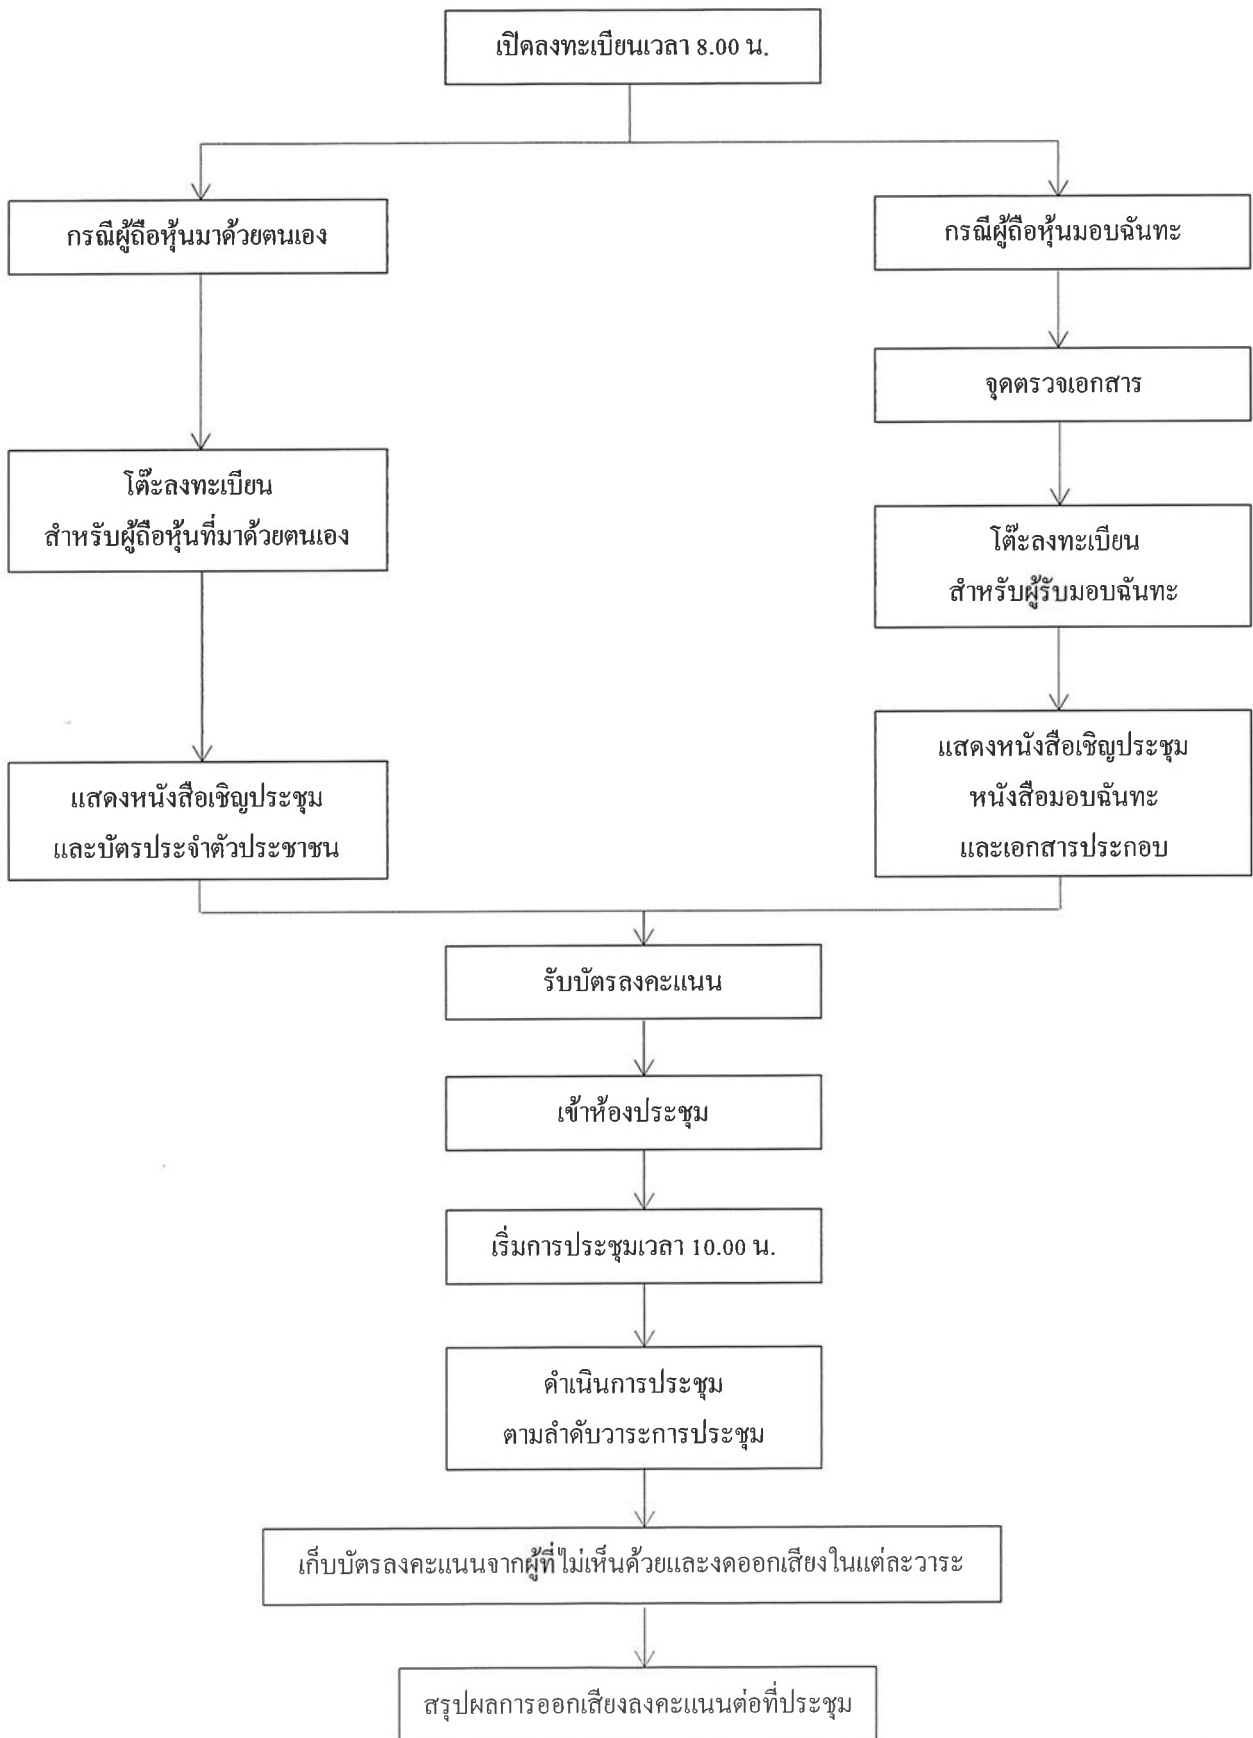 เปิดลงทะเบียนเวลา 8.00 น.
กรณีผู้ถือหุ้นมาด้วยตนเอง
กรณีผู้ถือหุ้นมอบฉันทะ
จุดตรวจเอกสาร
โต๊ะลงทะเบียน
สำหรับผู้ถือหุ้นที่มาด้วยตนเอง
โต๊ะลงทะเบียน
สำหรับผู้รับมอบฉันทะ
แสดงหนังสือเชิญประชุม
และบัตรประจำตัวประชาชน
แสดงหนังสือเชิญประชุม
หนังสือมอบฉันทะ
และเอกสารประกอบ
รับบัตรลงคะแนน
เข้าห้องประชุม
เริ่มการประชุมเวลา 10.00 น.
ดำเนินการประชุม
ตามลำดับวาระการประชุม
เก็บบัตรลงคะแนนจากผู้ที่ไม่เห็นด้วยและงดออกเสียงในแต่ละวาระ
สรุปผลการออกเสียงลงคะแนนต่อที่ประชุม